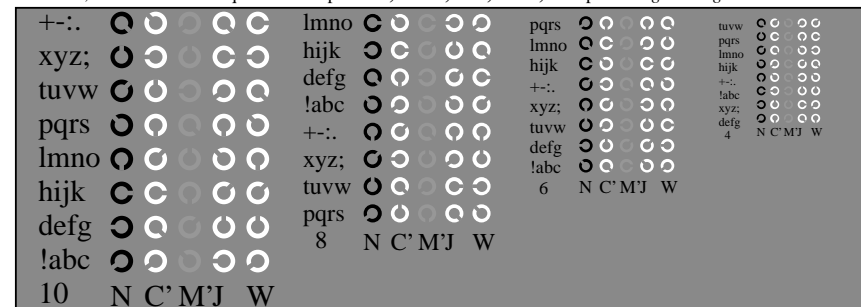 +-:.
xyz;
tuvw
pqrs
lmno
hijk
defg
!abc
10 N C' M'J W
lmno
hijk
defg
!abc
+-:.
xyz;
tuvw
pqrs
8 N C' M'J W
pqrs
lmno
hijk
+-:.
xyz;
tuvw
defg
!abc
6 N C' M'J W
tuvw
pqrs
lmno
hijk
+-:.
!abc
xyz;
defg
4 N C' M'J W